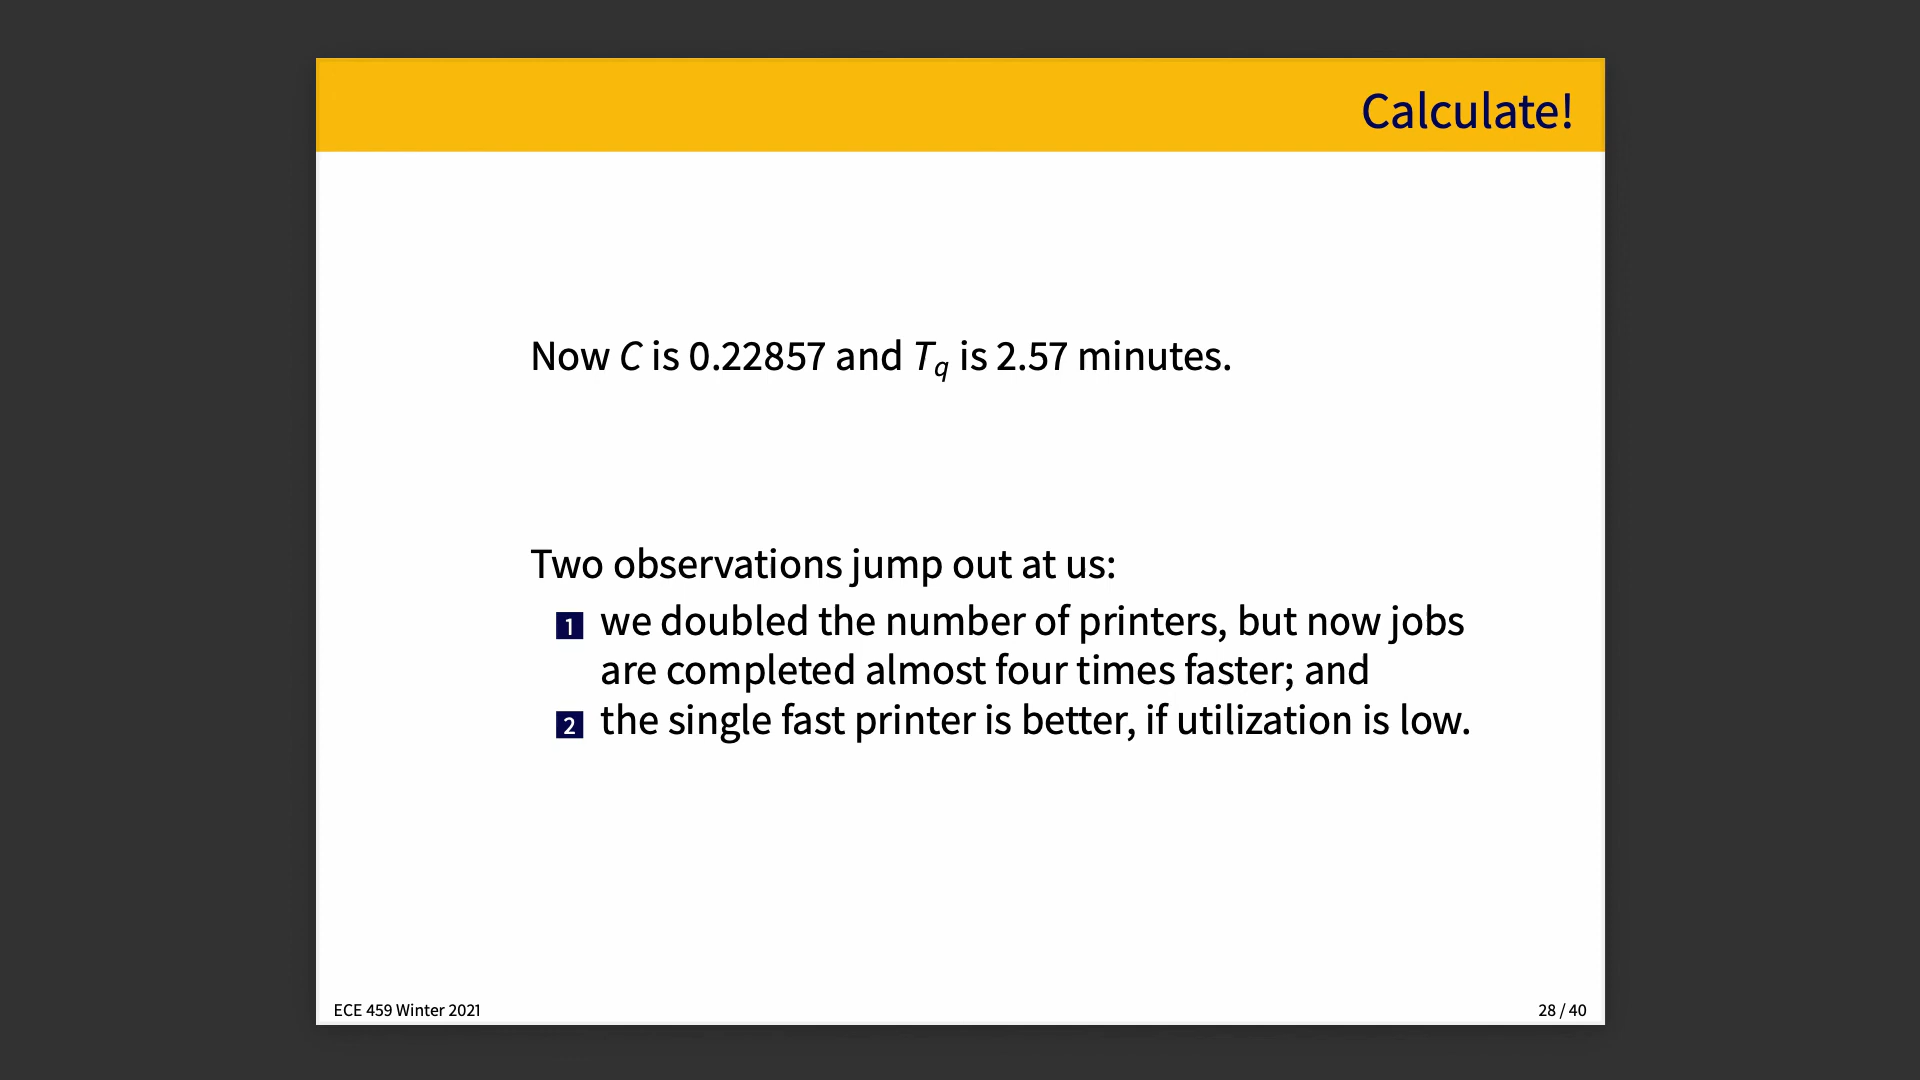 Calculate!
Now C is 0.22857 and Tq is 2.57 minutes.
Two observations jump out at us:
1 we doubled the number of printers, but now jobs
are completed almost four times faster; and
2 the single fast printer is better, if utilization is low.
ECE 459 Winter 2021
28 / 40